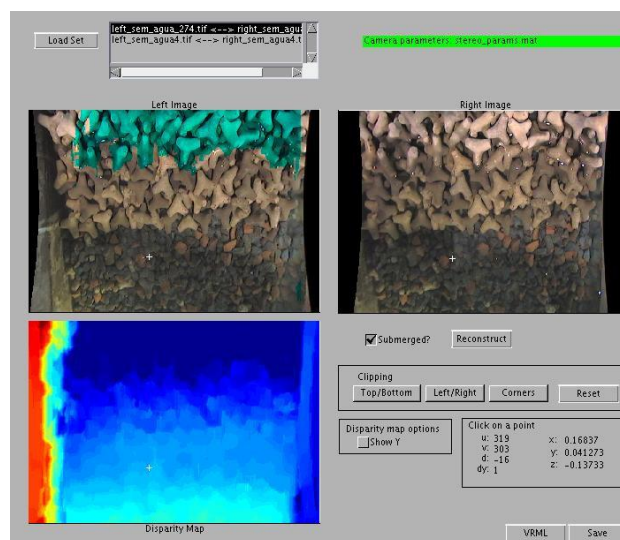 Load Set
left_sem_agua_274.tif <--> right_sem_agua
left_sem_agua4.tif <--> right_sem_agua4.t
Camera parameters: stereo_params.mat
Left Image
Right Image
Submerged?
Reconstruct
Clipping
Top/Bottom
Left/Right
Corners
Reset
Disparity map options
Show Y
Click on a point
u: 319 x: 0.16837
v: 303 y: 0.041273
d: -16 z: -0.13733
dy: 1
Disparity Map
VRML
Save